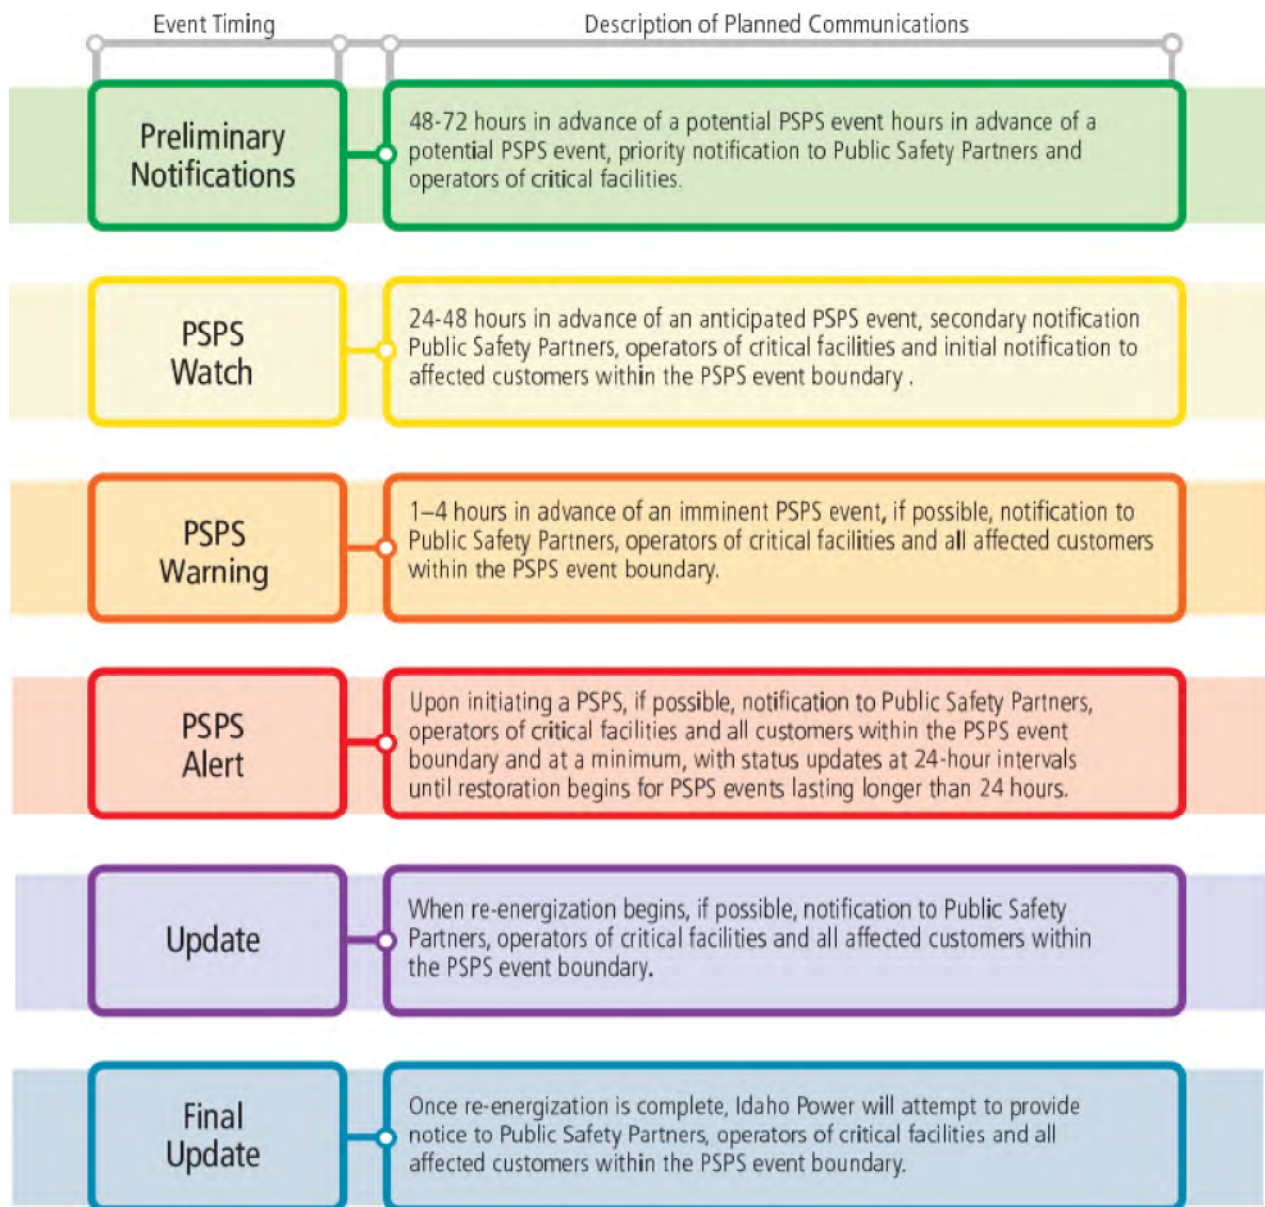 Event Timing
Description of Planned Communications
Preliminary
Notifications
48-72 hours in advance of a potential PSPS event hours in advance of a
potential PSPS event, priority notification to Public Safety Partners and
operators of critical facilities.
PSPS
Watch
24-48 hours in advance of an anticipated PSPS event, secondary notification
Public Safety Partners, operators of critical facilities and initial notification to
affected customers within the PSPS event boundary .
PSPS
Warning
1–4 hours in advance of an imminent PSPS event, if possible, notification to
Public Safety Partners, operators of critical facilities and all affected customers
within the PSPS event boundary.
PSPS
Alert
Upon initiating a PSPS, if possible, notification to Public Safety Partners,
operators of critical facilities and all customers within the PSPS event
boundary and at a minimum, with status updates at 24-hour intervals
until restoration begins for PSPS events lasting longer than 24 hours.
Update
When re-energization begins, if possible, notification to Public Safety
Partners, operators of critical facilities and all affected customers within
the PSPS event boundary.
Final
Update
Once re-energization is complete, Idaho Power will attempt to provide
notice to Public Safety Partners, operators of critical facilities and all
affected customers within the PSPS event boundary.